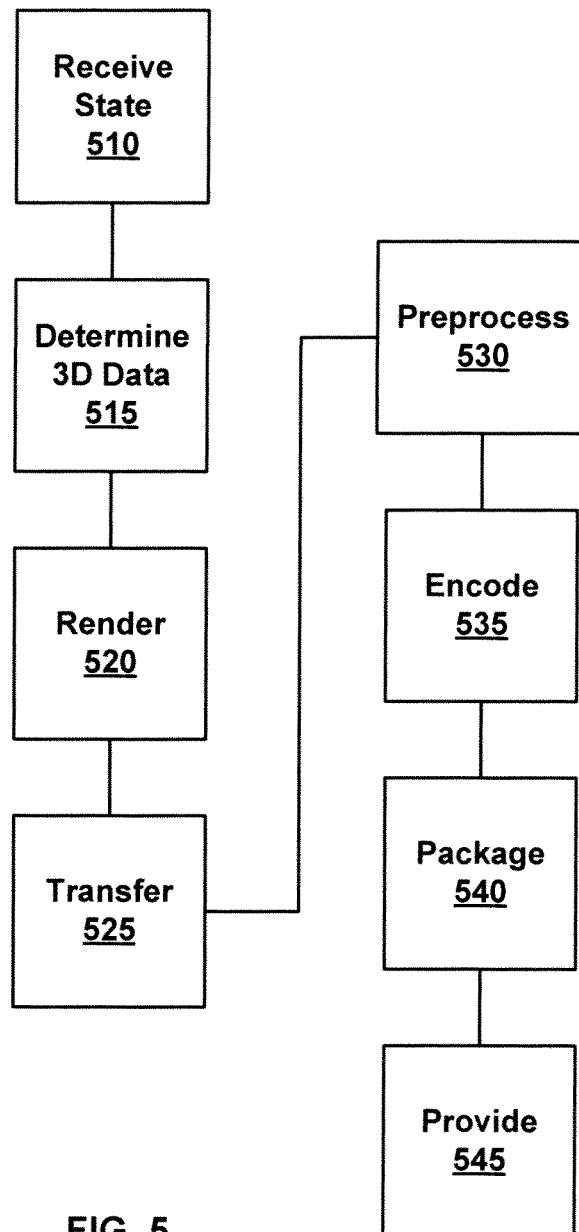 Receive
State
510
Determine
3D Data
515
Render
520
Transfer
525
Preprocess
530
Encode
535
Package
540
Provide
545
FIG. 5